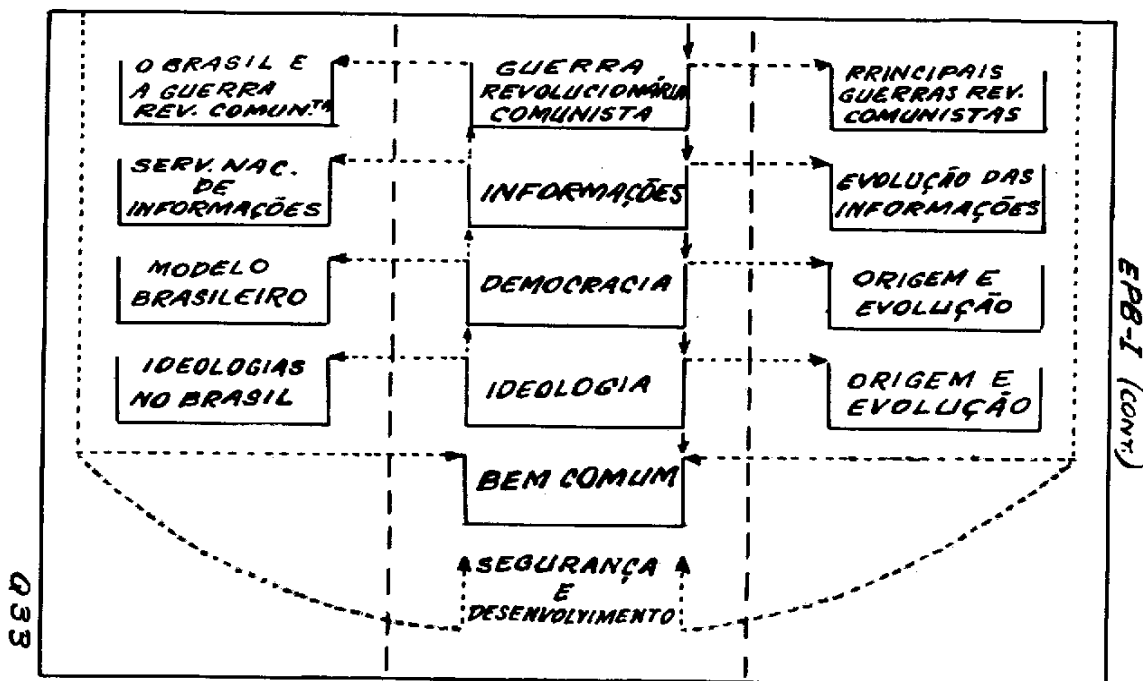 O BRASIL E
A GUERRA
REV. COMUN.TA
GUERRA
REVOLUCIONÁRIA
COMUNISTA
PRINCIPAIS
GUERRAS REV.
COMUNISTAS
SERV. NAC.
DE
INFORMAÇÕES
INFORMAÇÕES
EVOLUÇÃO DAS
INFORMAÇÕES
MODELO
BRASILEIRO
DEMOCRACIA
ORIGEM E
EVOLUÇÃO
IDEOLOGIAS
NO BRASIL
IDEOLOGIA
ORIGEM E
EVOLUÇÃO
BEM COMUM
SEGURANÇA
E
DESENVOLVIMENTO
EPB-I (CONT.)
Q33